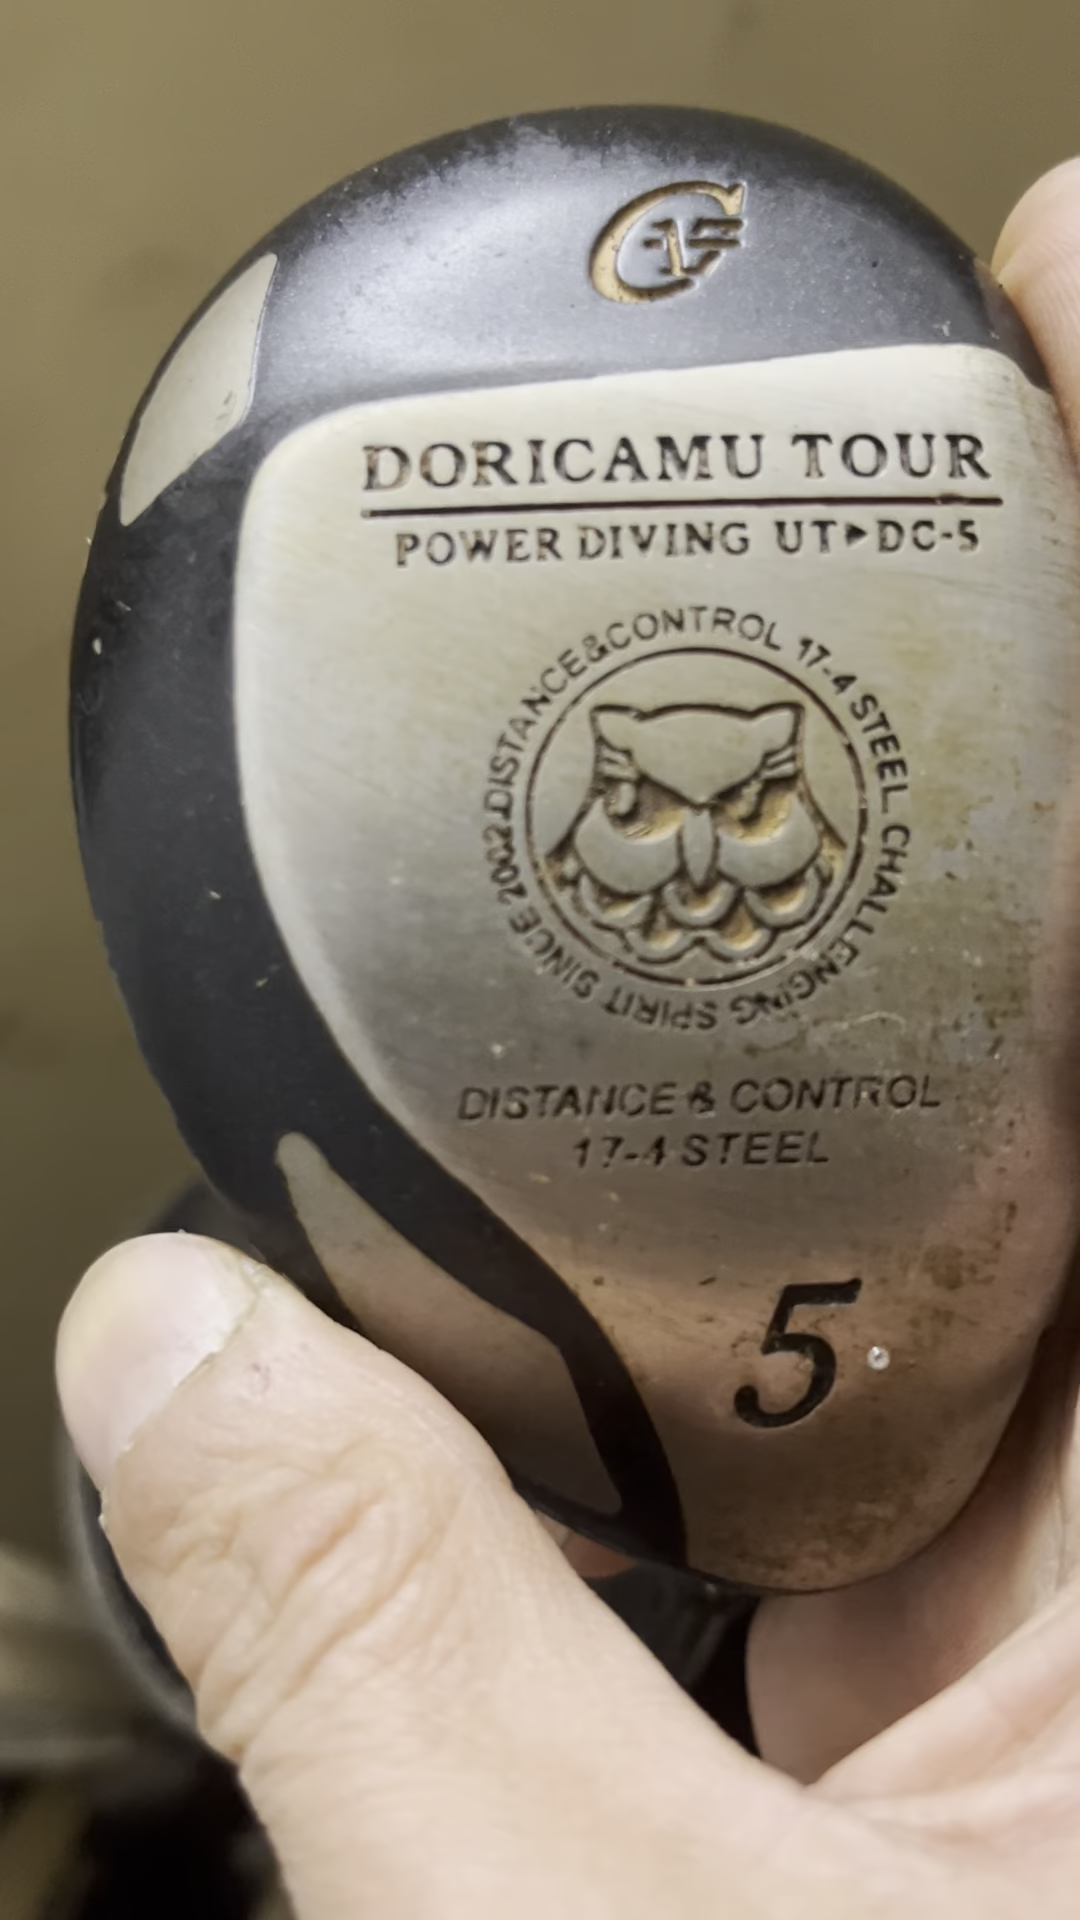 DORICAMU TOUR
POWER DIVING UT▶DC-5
DISTANCE&CONTROL 17-4 STEEL. CHALLENGING SPIRIT SINCE 2002.
DISTANCE & CONTROL
17-4 STEEL
5